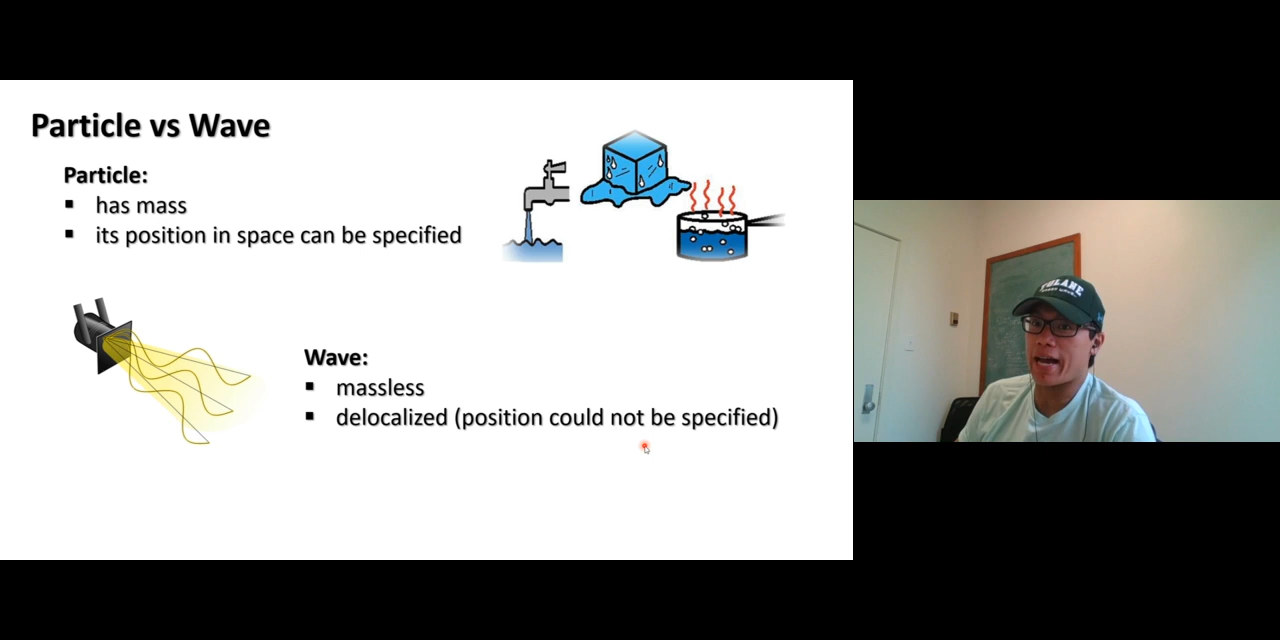 Particle vs Wave
Particle:
▪ has mass
▪ its position in space can be specified
Wave:
▪ massless
▪ delocalized (position could not be specified)
TULANE